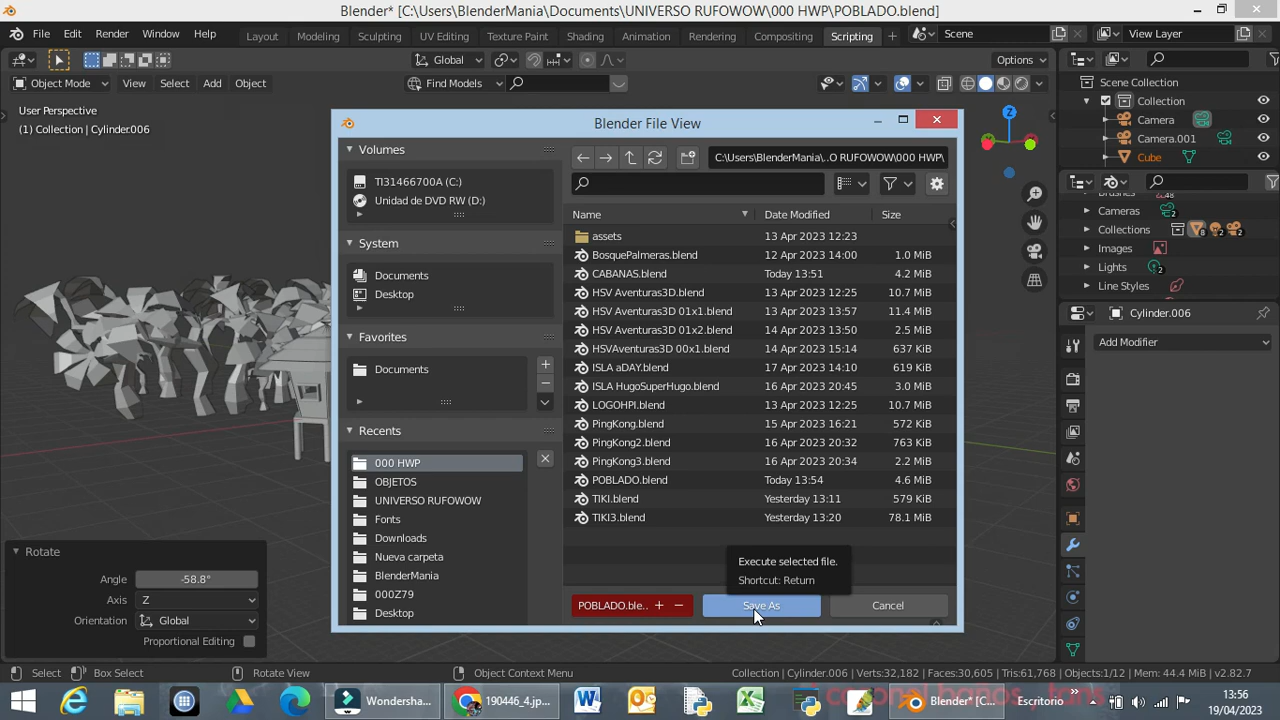 Blender* [C:\Users\BlenderMania\Documents\UNIVERSO RUFOWOW\000 HWP\POBLADO.blend]
File Edit Render Window Help Layout Modeling Sculpting UV Editing Texture Paint Shading Animation Rendering Compositing Scripting + Scene View Layer
Global Options
Object Mode View Select Add Object Find Models
User Perspective
(1) Collection | Cylinder.006
Z
Scene Collection
Collection
Camera
Camera.001
Cube
Brushes 48
Cameras 2
Collections 8 2 2
Images
Lights 2
Line Styles
Cylinder.006
Add Modifier
Blender File View
Volumes
TI31466700A (C:)
Unidad de DVD RW (D:)
System
Documents
Desktop
Favorites
Documents
Recents
000 HWP
OBJETOS
UNIVERSO RUFOWOW
Fonts
Downloads
Nueva carpeta
BlenderMania
000Z79
Desktop
C:\Users\BlenderMania\..O RUFOWOW\000 HWP\
Name Date Modified Size
assets 13 Apr 2023 12:23
BosquePalmeras.blend 12 Apr 2023 14:00 1.0 MiB
CABANAS.blend Today 13:51 4.2 MiB
HSV Aventuras3D.blend 13 Apr 2023 12:25 10.7 MiB
HSV Aventuras3D 01x1.blend 13 Apr 2023 13:57 11.4 MiB
HSV Aventuras3D 01x2.blend 14 Apr 2023 13:50 2.5 MiB
HSVAventuras3D 00x1.blend 14 Apr 2023 15:14 637 KiB
ISLA aDAY.blend 17 Apr 2023 14:10 619 KiB
ISLA HugoSuperHugo.blend 16 Apr 2023 20:45 3.0 MiB
LOGOHPI.blend 13 Apr 2023 12:25 10.7 MiB
PingKong.blend 15 Apr 2023 16:21 572 KiB
PingKong2.blend 16 Apr 2023 20:32 763 KiB
PingKong3.blend 16 Apr 2023 20:34 2.2 MiB
POBLADO.blend Today 13:54 4.6 MiB
TIKI.blend Yesterday 13:11 579 KiB
TIKI3.blend Yesterday 13:20 78.1 MiB
Execute selected file.
Shortcut: Return
POBLADO.ble.. + − Save As Cancel
Rotate
Angle -58.8°
Axis Z
Orientation Global
Proportional Editing
Select Box Select Rotate View Object Context Menu Collection | Cylinder.006 | Verts:32,182 | Faces:30,605 | Tris:61,768 | Objects:1/12 | Mem: 44.4 MiB | v2.82.7
Wondersha... 190446_4.jp... Blender* [C... Escritorio 13:56
19/04/2023